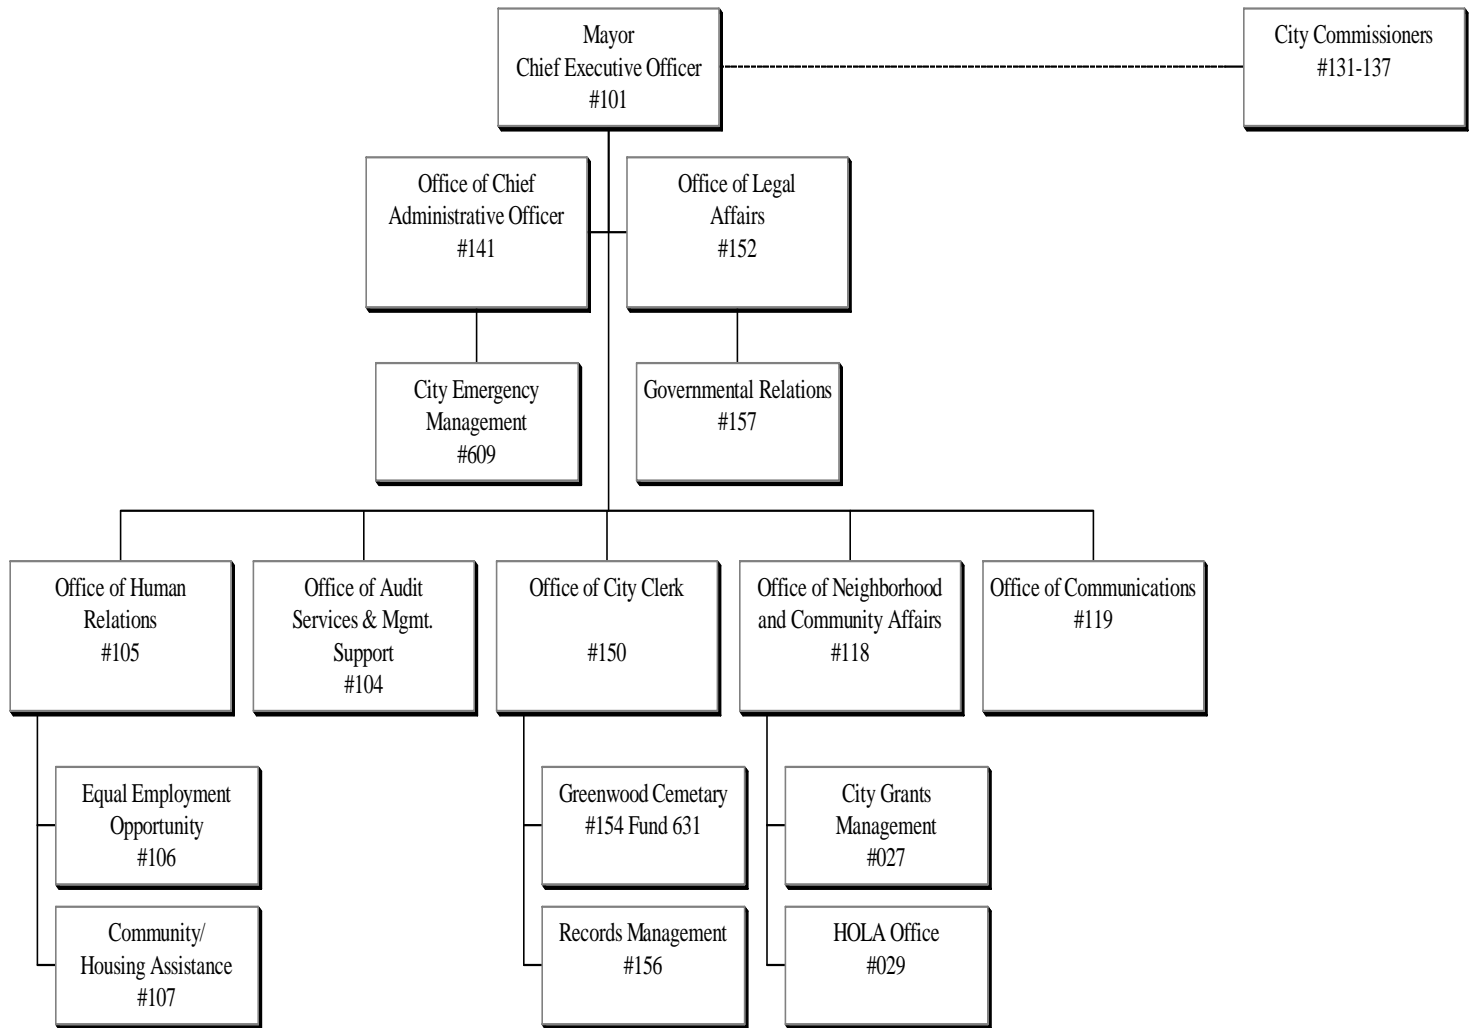 Mayor
Chief Executive Officer
#101
City Commissioners
#131-137
Office of Chief
Administrative Officer
#141
Office of Legal
Affairs
#152
City Emergency
Management
#609
Governmental Relations
#157
Office of Human
Relations
#105
Office of Audit
Services & Mgmt.
Support
#104
Office of City Clerk
#150
Office of Neighborhood
and Community Affairs
#118
Office of Communications
#119
Equal Employment
Opportunity
#106
Community/
Housing Assistance
#107
Greenwood Cemetary
#154 Fund 631
Records Management
#156
City Grants
Management
#027
HOLA Office
#029